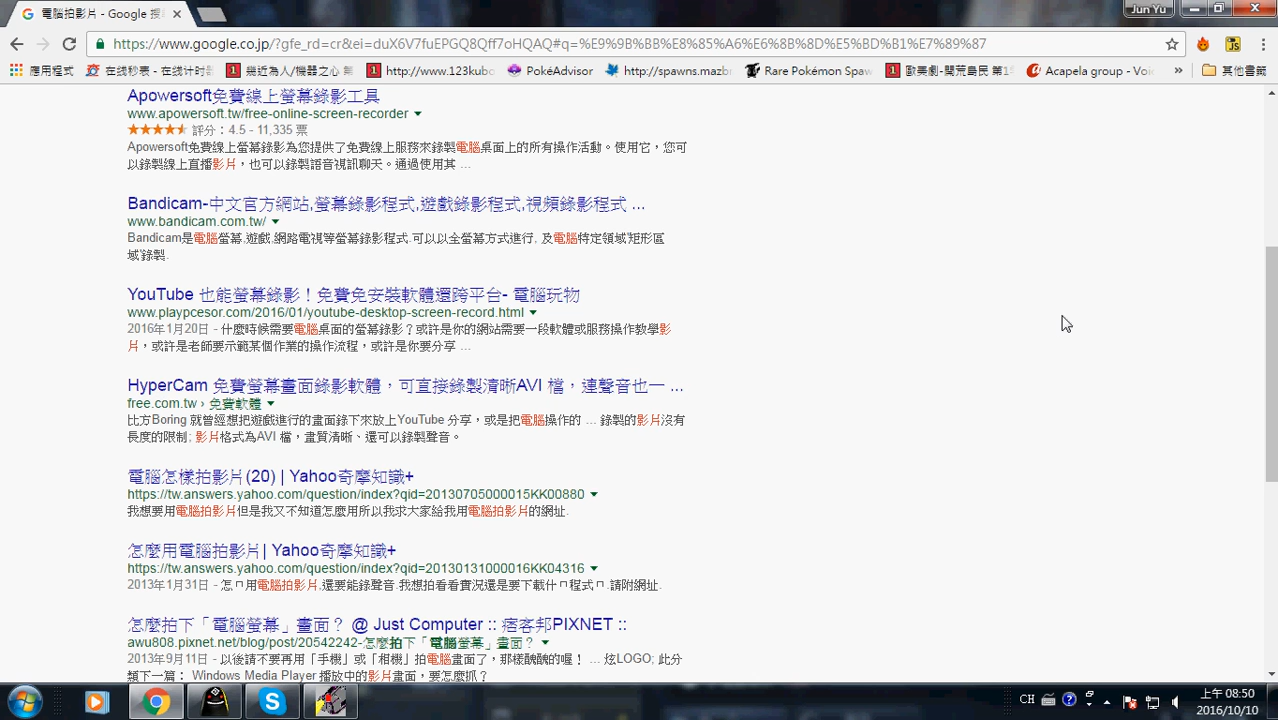 電腦拍影片 - Google 搜
Jun Yu
https://www.google.co.jp/?gfe_rd=cr&ei=duX6V7fuEPGQ8Qff7oHQAQ#q=%E9%9B%BB%E8%85%A6%E6%8B%8D%E5%BD%B1%E7%89%87
應用程式
在线秒表 - 在线计时
幾近為人/機器之心 第
http://www.123kubo
PokéAdvisor
http://spawns.mazb
Rare Pokémon Spaw
歐美劇-闇荒島民 第1
Acapela group - Voi
其他書籤
Apowersoft免費線上螢幕錄影工具
www.apowersoft.tw/free-online-screen-recorder
評分：4.5 - 11,335 票
Apowersoft免費線上螢幕錄影為您提供了免費線上服務來錄製電腦桌面上的所有操作活動。使用它，您可
以錄製線上直播影片，也可以錄製語音視訊聊天。通過使用其 ...
Bandicam-中文官方網站,螢幕錄影程式,遊戲錄影程式,視頻錄影程式 ...
www.bandicam.com.tw/
Bandicam是電腦螢幕,遊戲,網路電視等螢幕錄影程式.可以以全螢幕方式進行, 及電腦特定領域'矩形區
域'錄製.
YouTube 也能螢幕錄影！免費免安裝軟體還跨平台- 電腦玩物
www.playpcesor.com/2016/01/youtube-desktop-screen-record.html
2016年1月20日 - 什麼時候需要電腦桌面的螢幕錄影？或許是你的網站需要一段軟體或服務操作教學影
片，或許是老師要示範某個作業的操作流程，或許是你要分享 ...
HyperCam 免費螢幕畫面錄影軟體，可直接錄製清晰AVI 檔，連聲音也一 ...
free.com.tw › 免費軟體
比方Boring 就曾經想把遊戲進行的畫面錄下來放上YouTube 分享，或是把電腦操作的 ... 錄製的影片沒有
長度的限制; 影片格式為AVI 檔，畫質清晰、還可以錄製聲音。
電腦怎樣拍影片(20) | Yahoo奇摩知識+
https://tw.answers.yahoo.com/question/index?qid=20130705000015KK00880
我想要用電腦拍影片但是我又不知道怎麼用所以我求大家給我用電腦拍影片的網址.
怎麼用電腦拍影片| Yahoo奇摩知識+
https://tw.answers.yahoo.com/question/index?qid=20130131000016KK04316
2013年1月31日 - 怎ㄇ用電腦拍影片,還要能錄聲音.我想拍看看實況還是要下載什ㄇ程式ㄇ.請附網址.
怎麼拍下「電腦螢幕」畫面？ @ Just Computer :: 痞客邦PIXNET ::
awu808.pixnet.net/blog/post/20542242-怎麼拍下「電腦螢幕」畫面？
2013年9月11日 - 以後請不要再用「手機」或「相機」拍電腦畫面了，那樣醜醜的喔！ ... 炫LOGO; 此分
類下一篇： Windows Media Player 播放中的影片畫面，要怎麼抓？
CH
上午 08:50
2016/10/10